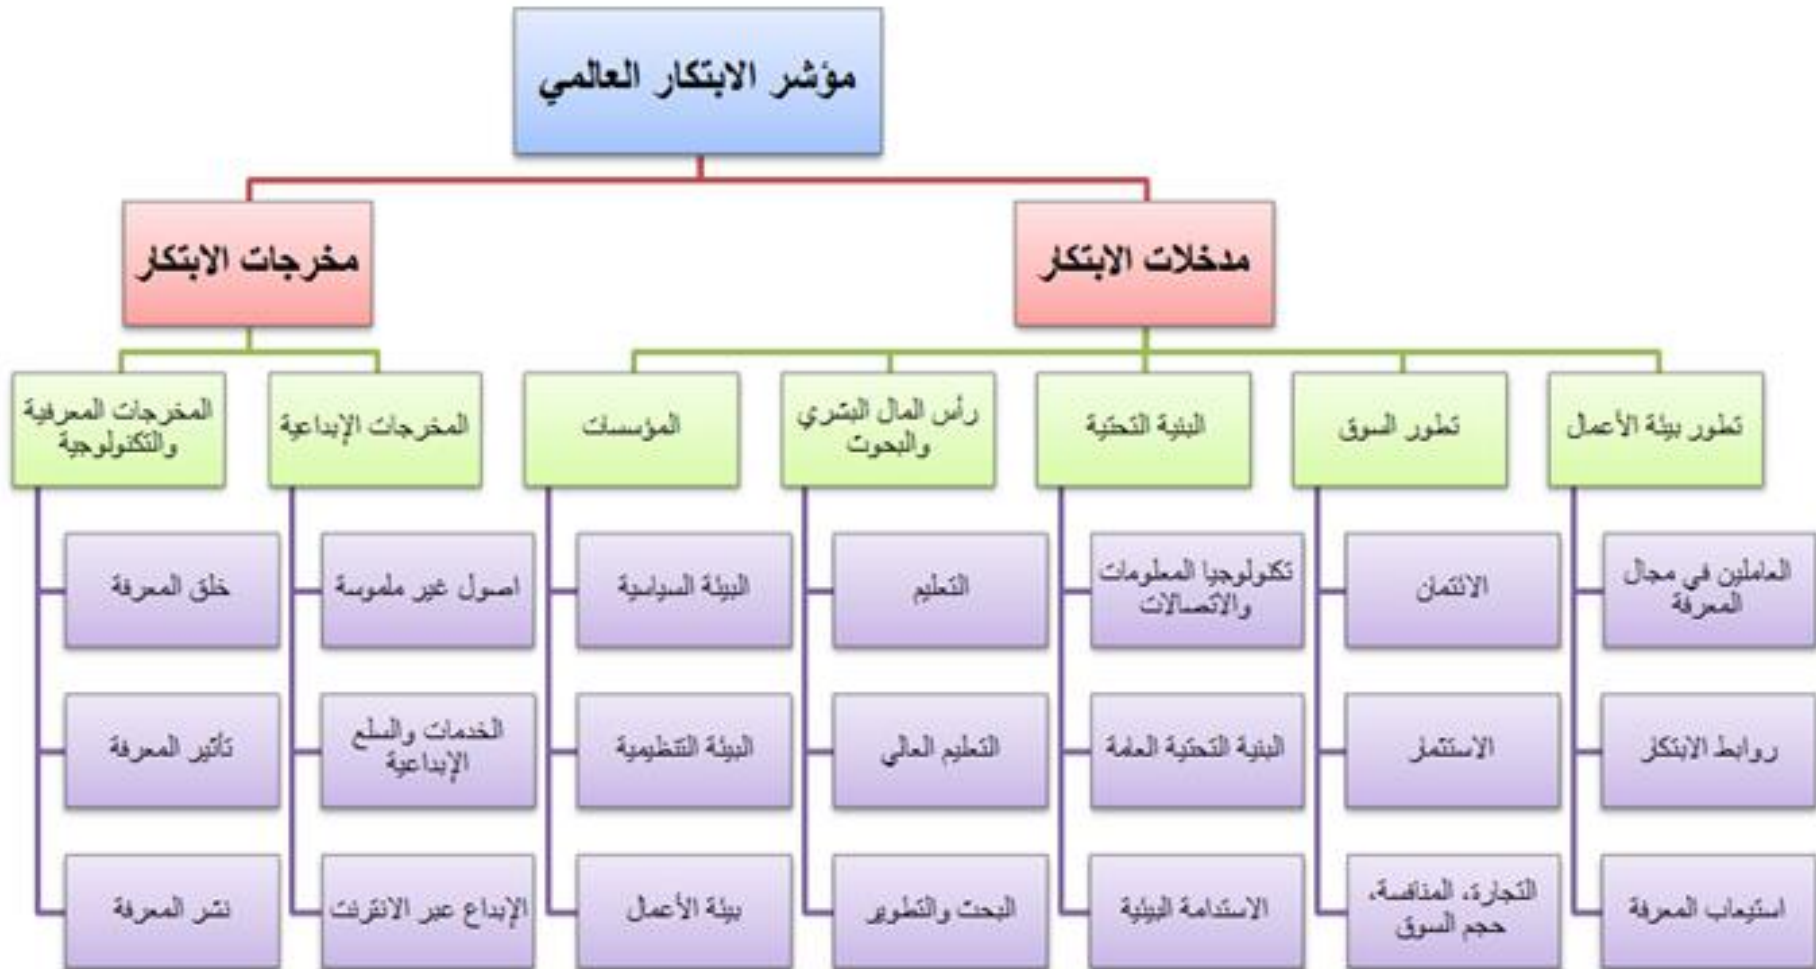 مؤشر الابتكار العالمي
مدخلات الابتكار
مخرجات الابتكار
تطور بيئة الأعمال
تطور السوق
البنية التحتية
رأس المال البشري
والبحوث
المؤسسات
المخرجات الإبداعية
المخرجات المعرفية
والتكنولوجية
العاملين في مجال
المعرفة
الائتمان
تكنولوجيا المعلومات
والاتصالات
التعليم
البيئة السياسية
اصول غير ملموسة
خلق المعرفة
روابط الابتكار
الاستثمار
البنية التحتية العامة
التعليم العالي
البيئة التنظيمية
الخدمات والسلع
الإبداعية
تأثير المعرفة
استيعاب المعرفة
التجارة، المنافسة،
حجم السوق
الاستدامة البيئية
البحث والتطوير
بيئة الأعمال
الإبداع عبر الانترنت
نشر المعرفة